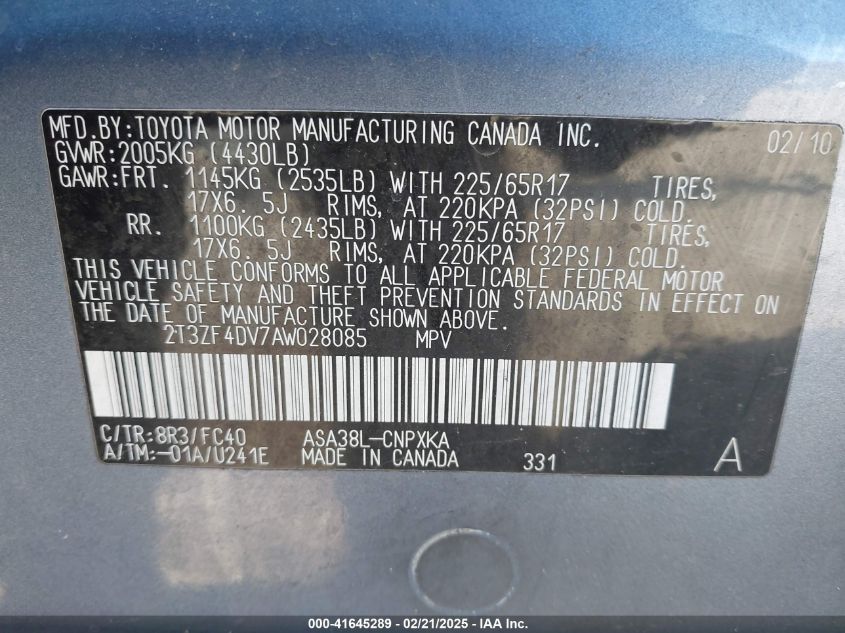 MFD.BY:TOYOTA MOTOR MANUFACTURING CANADA INC. 02/10
GVWR:2005KG (4430LB)
GAWR:FRT. 1145KG (2535LB) WITH 225/65R17 TIRES,
17X6. 5J RIMS, AT 220KPA (32PSI) COLD.
RR. 1100KG (2435LB) WITH 225/65R17 TIRES,
17X6. 5J RIMS, AT 220KPA (32PSI) COLD.
THIS VEHICLE CONFORMS TO ALL APPLICABLE FEDERAL MOTOR
VEHICLE SAFETY AND THEFT PREVENTION STANDARDS IN EFFECT ON
THE DATE OF MANUFACTURE SHOWN ABOVE.
2T3ZF4DV7AW028085 MPV
C/TR:8R3/FC40 ASA38L-CNPXKA
A/TM:-01A/U241E MADE IN CANADA 331 A
000-41645289 - 02/21/2025 - IAA Inc.